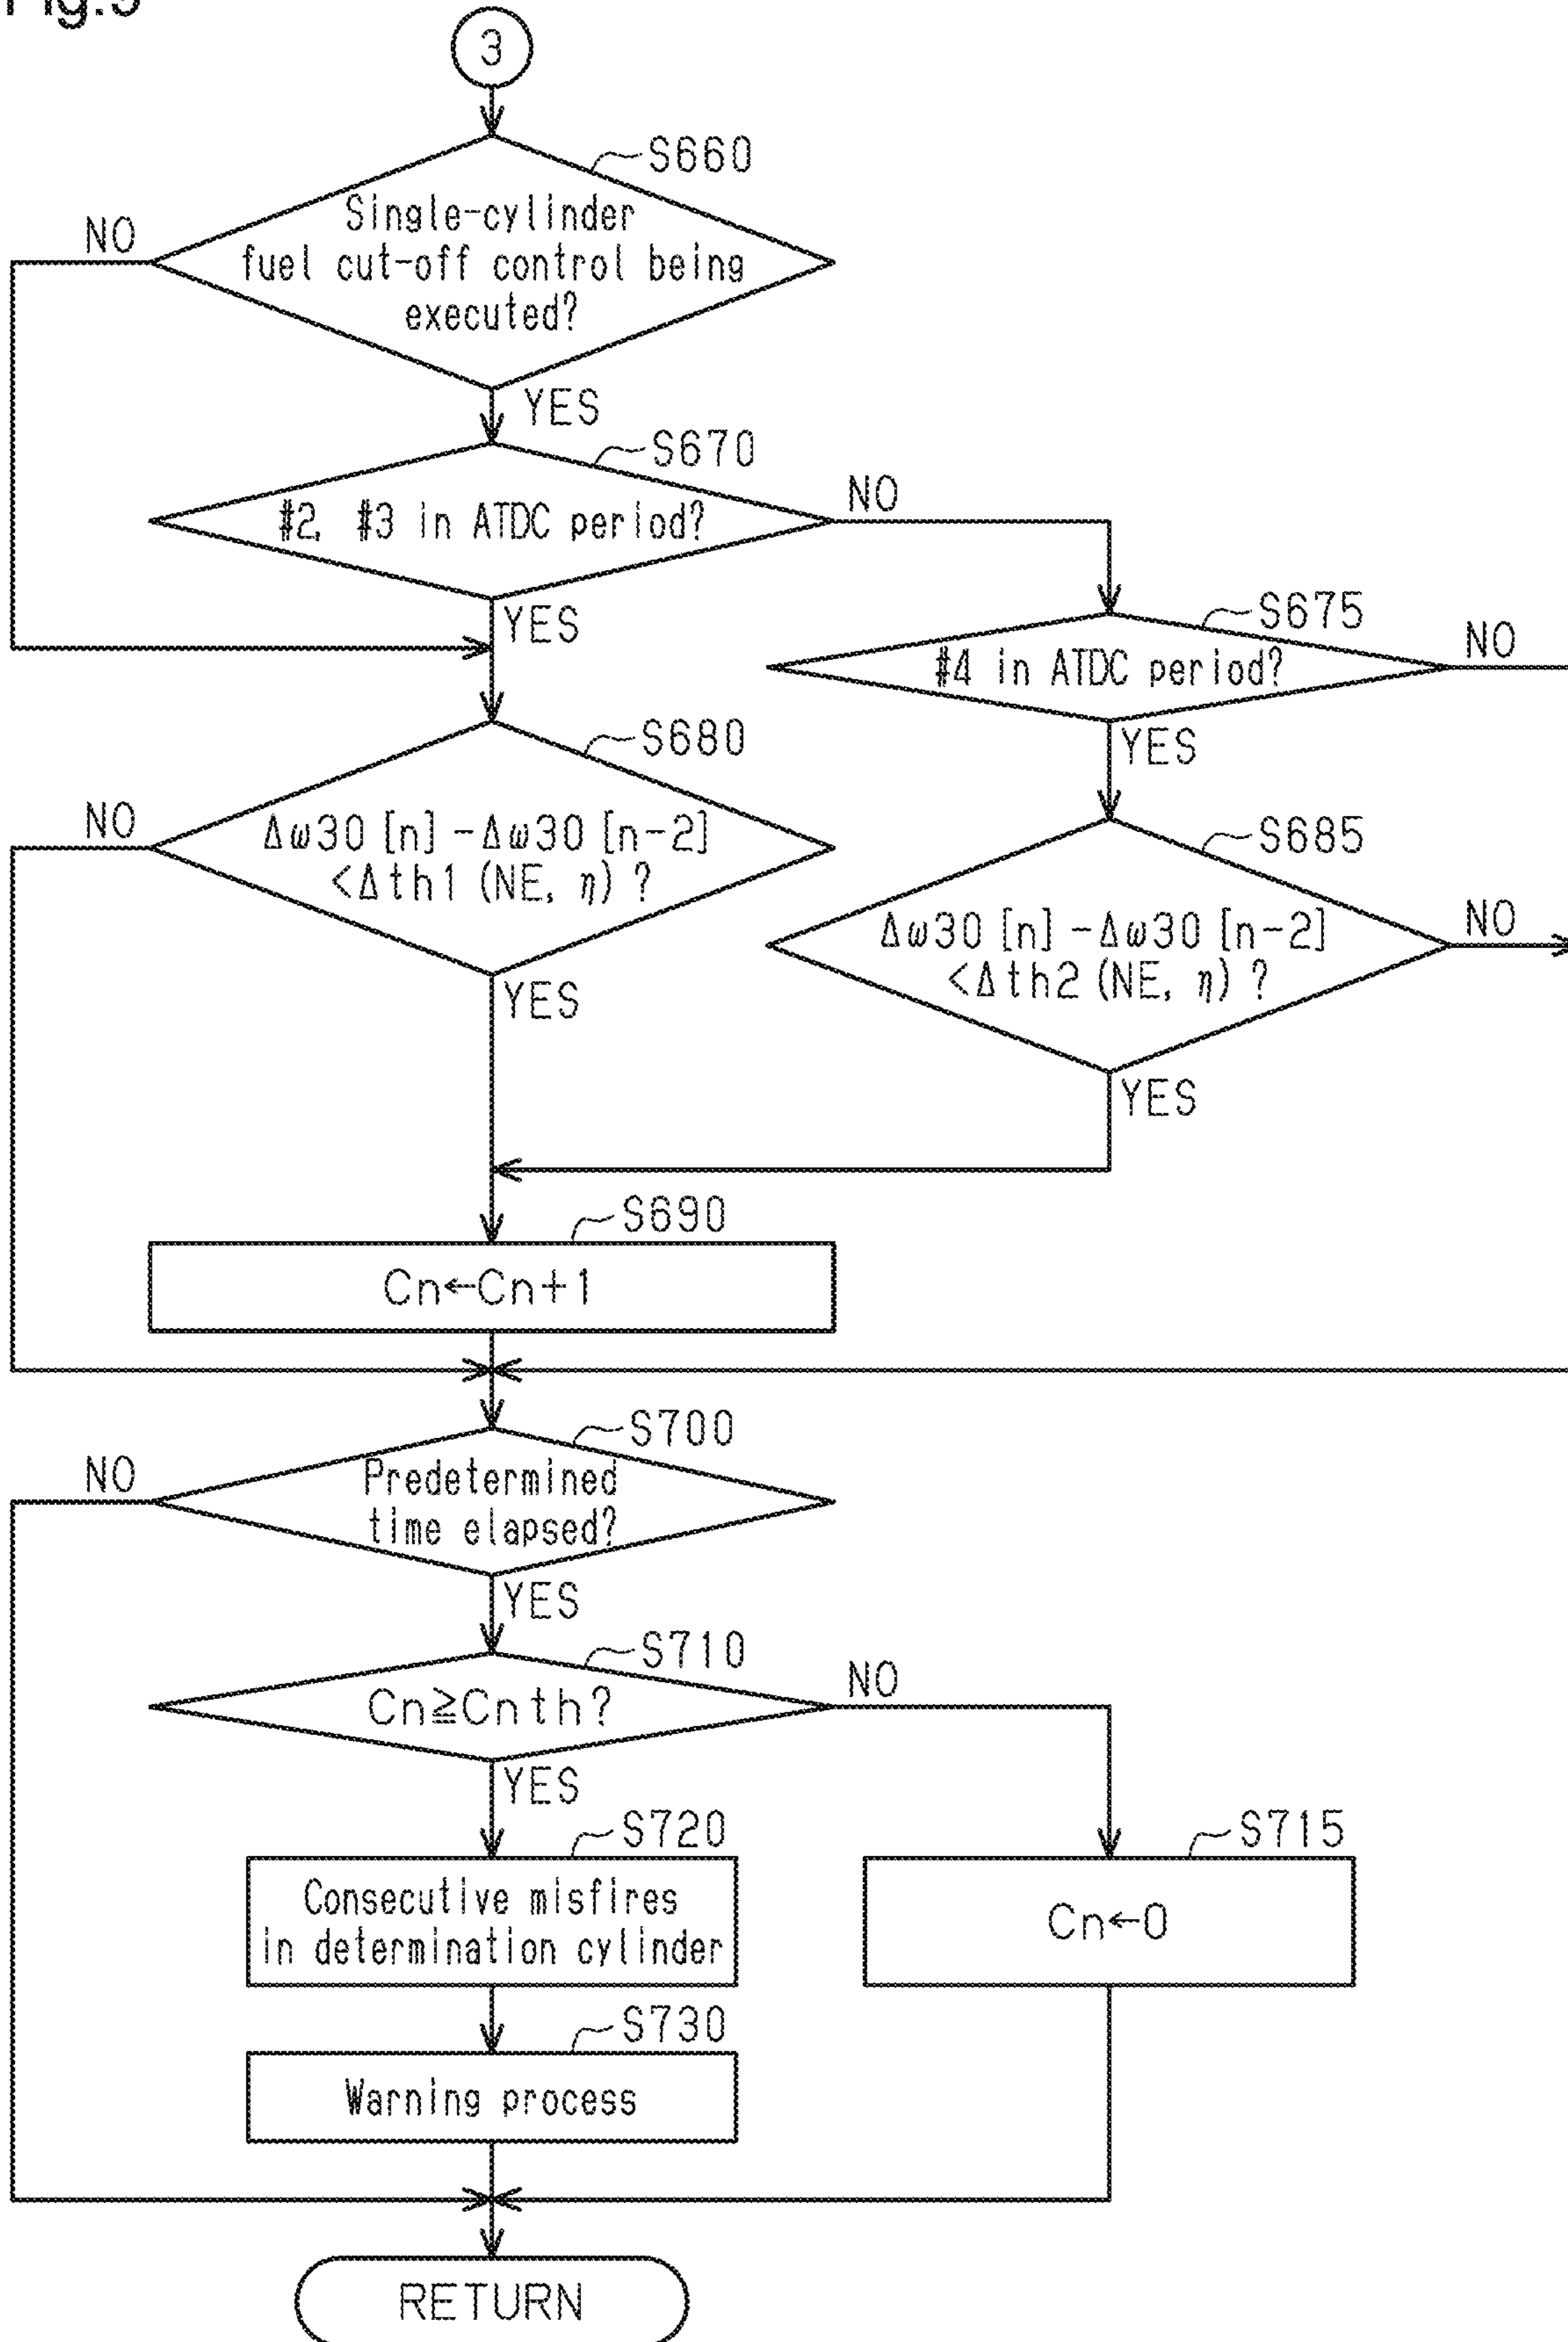 3
S660
NO
Single-cylinder
fuel cut-off control being
executed?
YES
S670
NO
#2, #3 in ATDC period?
YES
S675
NO
#4 in ATDC period?
YES
S680
NO
Δω30 [n] -Δω30 [n-2]
<Δth1 (NE, η) ?
YES
S685
NO
Δω30 [n] -Δω30 [n-2]
<Δth2 (NE, η) ?
YES
S690
Cn←Cn+1
S700
NO
Predetermined
time elapsed?
YES
S710
NO
Cn≧Cnth?
YES
S720
Consecutive misfires
in determination cylinder
S715
Cn←0
S730
Warning process
RETURN